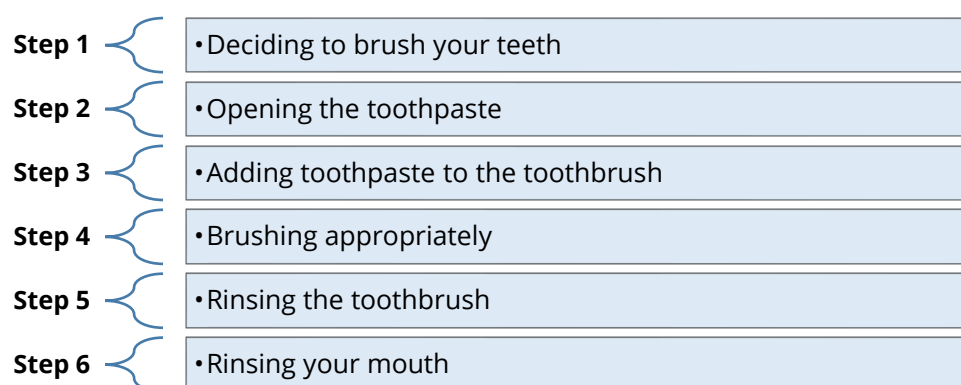 Step 1 •Deciding to brush your teeth
Step 2 •Opening the toothpaste
Step 3 •Adding toothpaste to the toothbrush
Step 4 •Brushing appropriately
Step 5 •Rinsing the toothbrush
Step 6 •Rinsing your mouth